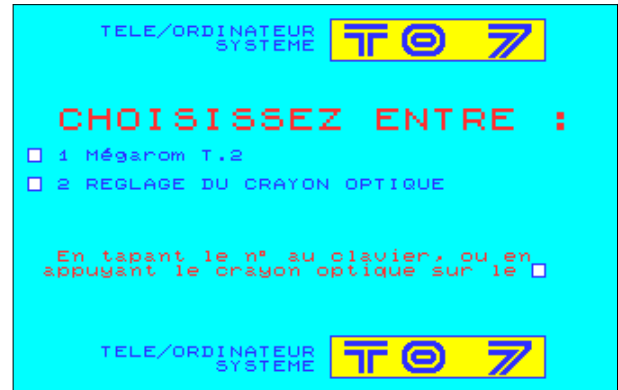 TELE/ORDINATEUR
SYSTEME
TO 7
CHOISISSEZ ENTRE :
1 Mégarom T.2
2 REGLAGE DU CRAYON OPTIQUE
En tapant le n° au clavier, ou en
appuyant le crayon optique sur le
TELE/ORDINATEUR
SYSTEME
TO 7